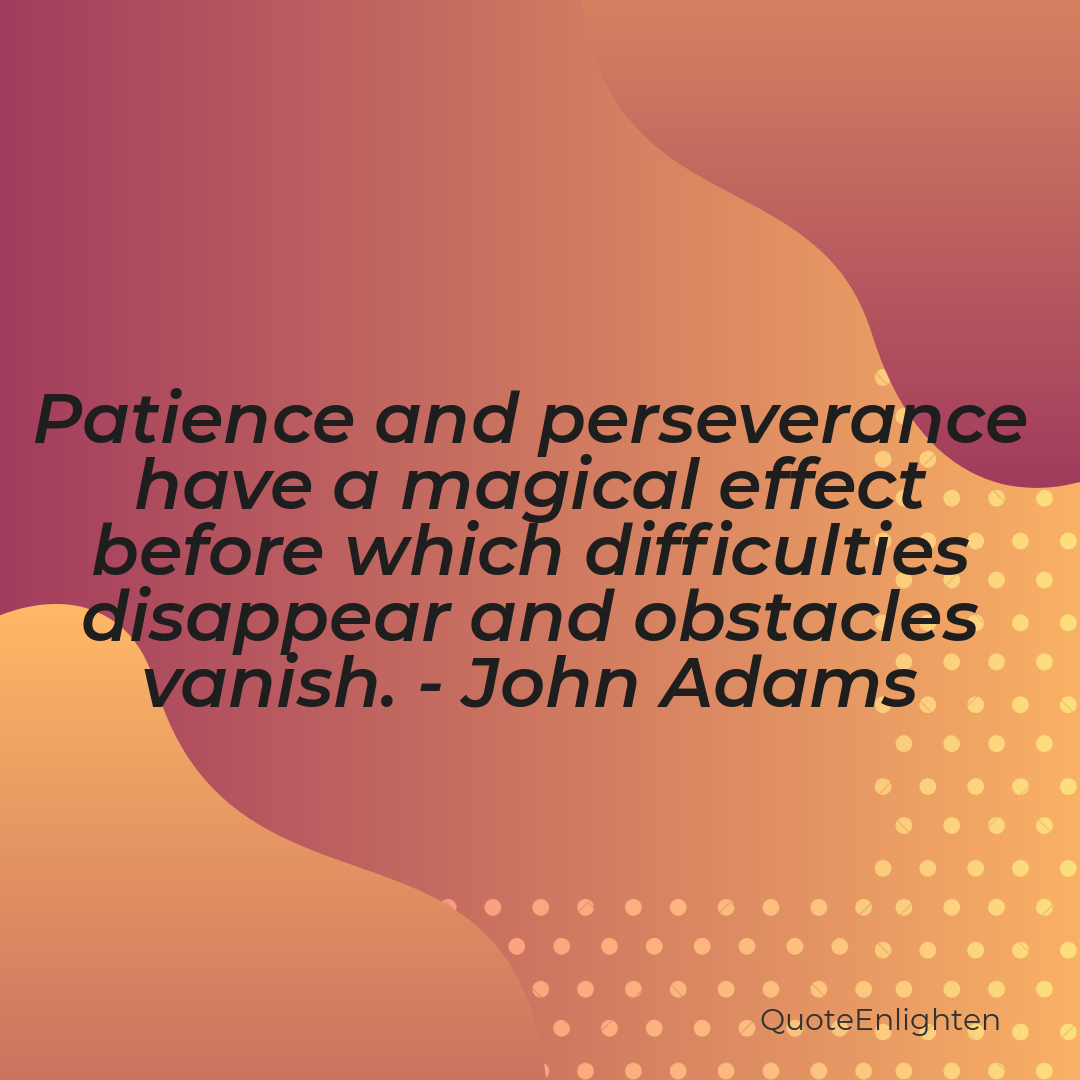 Patience and perseverance
have a magical effect
before which difficulties
disappear and obstacles
vanish. - John Adams
QuoteEnlighten